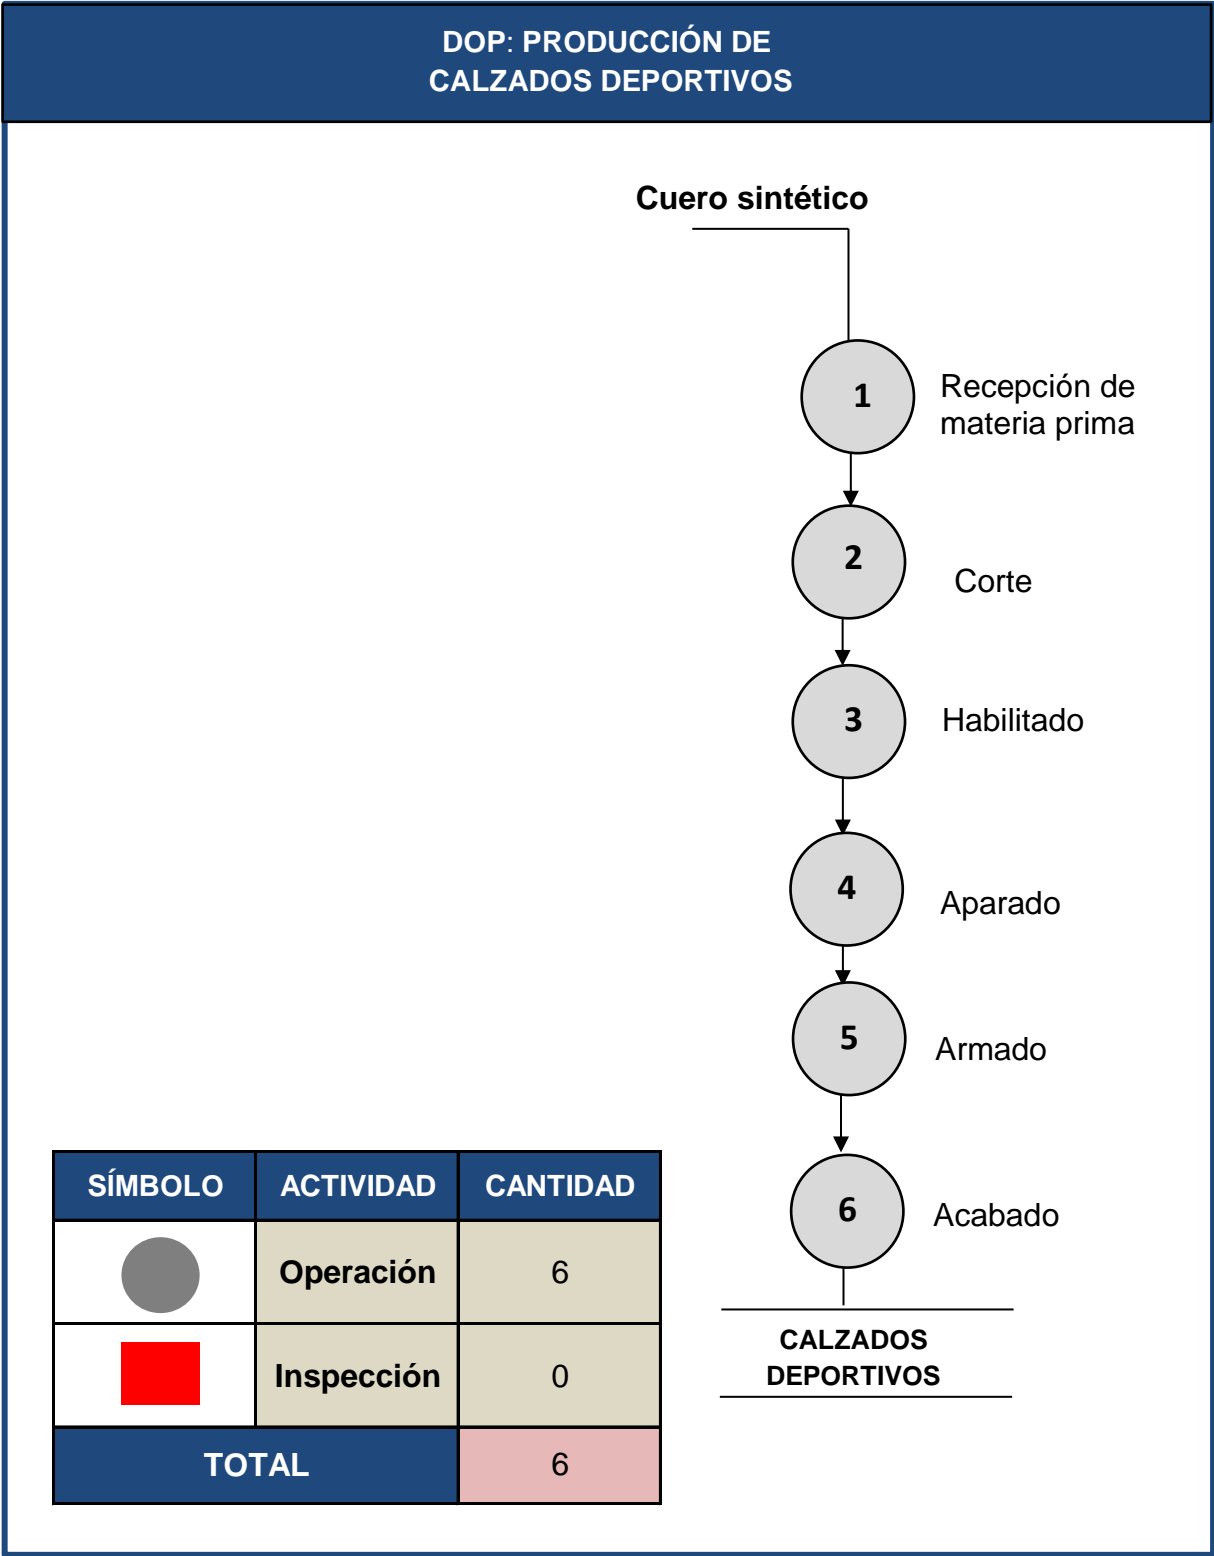 DOP: PRODUCCIÓN DE
CALZADOS DEPORTIVOS
Cuero sintético
1
Recepción de
materia prima
2
Corte
3
Habilitado
4
Aparado
5
Armado
6
Acabado
CALZADOS
DEPORTIVOS
SÍMBOLO ACTIVIDAD CANTIDAD
Operación 6
Inspección 0
TOTAL 6